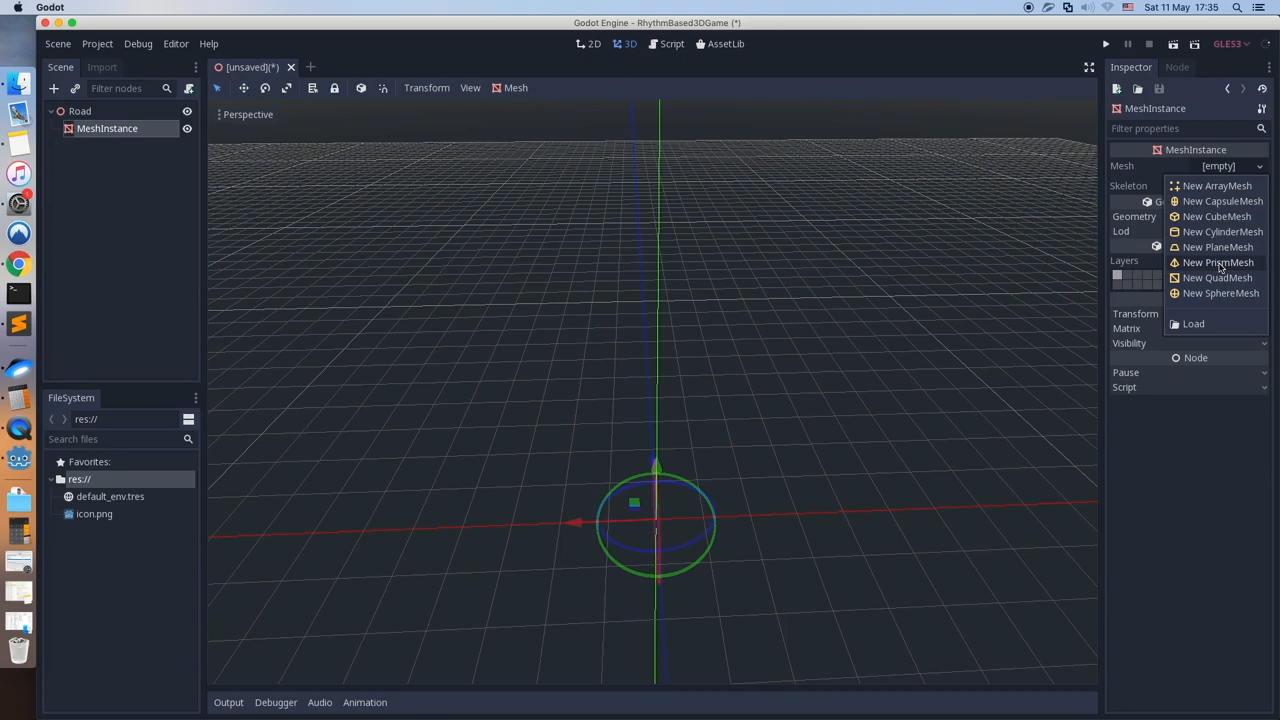 Godot
Sat 11 May 17:35
Godot Engine - RhythmBased3DGame (*)
Scene Project Debug Editor Help
2D 3D Script AssetLib
GLES3
Scene Import
[unsaved](*)
Inspector Node
Filter nodes
Transform View Mesh
Road
MeshInstance
Perspective
MeshInstance
Filter properties
MeshInstance
Mesh [empty]
Skeleton
New ArrayMesh
New CapsuleMesh
G
Geometry
New CubeMesh
Lod
New CylinderMesh
New PlaneMesh
Layers
New PrismMesh
New QuadMesh
New SphereMesh
Transform
Load
Matrix
Visibility
Node
Pause
Script
FileSystem
res://
Search files
Favorites:
res://
default_env.tres
icon.png
Output Debugger Audio Animation